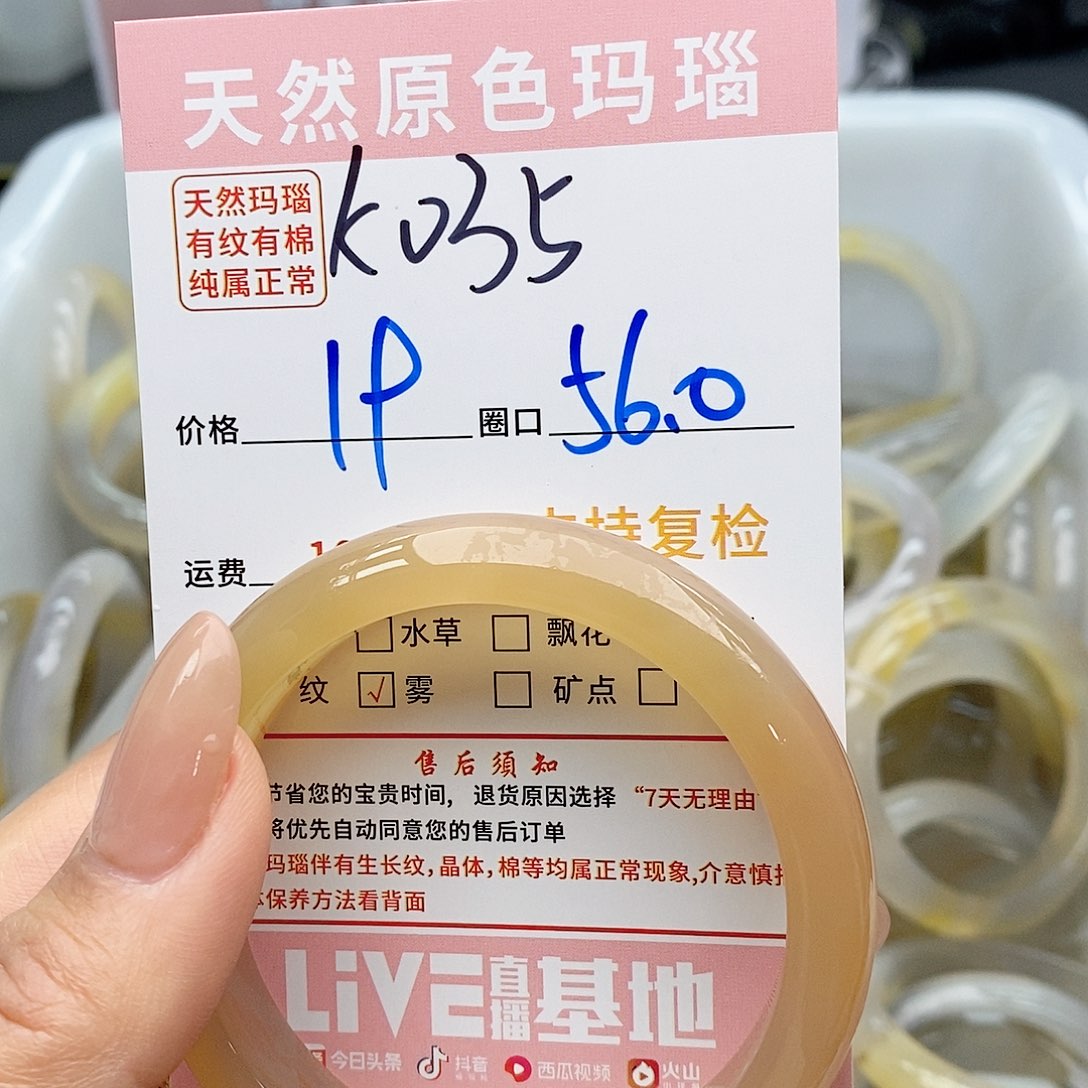 天然原色玛瑙
天然玛瑙
有纹有棉
纯属正常
K035
价格 1P 圈口 56.0
持复检
运费
水草 飘花
纹 √ 雾 矿点
售后須知
节省您的宝贵时间, 退货原因选择 “7天无理由
将优先自动同意您的售后订单
玛瑙伴有生长纹,晶体,棉等均属正常现象,介意慎拍
保养方法看背面
LiVE直播基地
今日头条 抖音 西瓜视频 火山